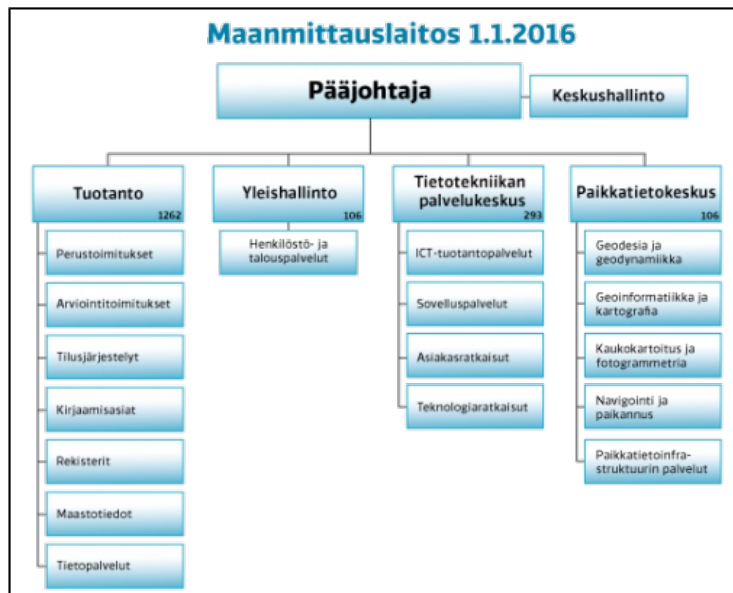 Maanmittauslaitos 1.1.2016
Pääjohtaja
Keskushallinto
Tuotanto
1262
Perustoimitukset
Arviointitoimitukset
Tilusjärjestelyt
Kirjaamisasiat
Rekisterit
Maastotiedot
Tietopalvelut
Yleishallinto
106
Henkilöstö- ja
talouspalvelut
Tietotekniikan
palvelukeskus
293
ICT-tuotantopalvelut
Sovelluspalvelut
Asiakasratkaisut
Teknologiaratkaisut
Paikkatietokeskus
106
Geodesia ja
geodynamiikka
Geoinformatiikka ja
kartografia
Kaukokartoitus ja
fotogrammetria
Navigointi ja
paikannus
Paikkatietoinfra-
struktuurin palvelut